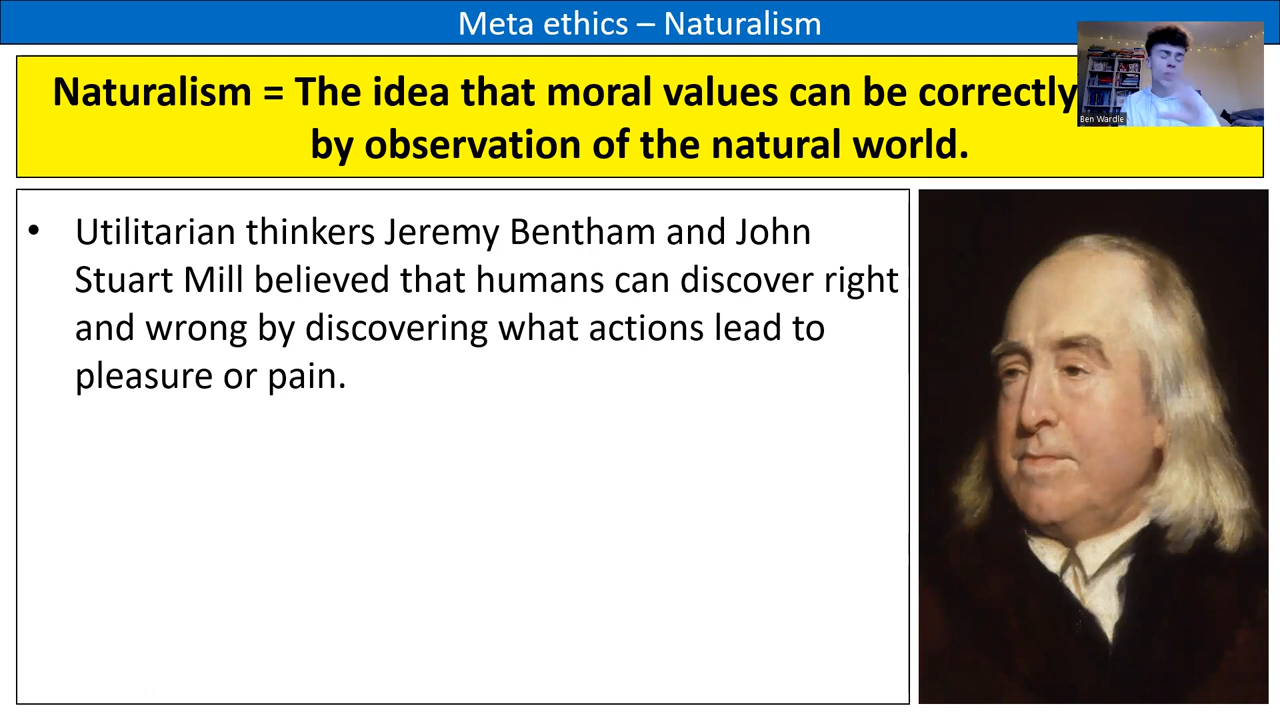 Meta ethics – Naturalism
Naturalism = The idea that moral values can be correctly
by observation of the natural world.
Ben Wardle
• Utilitarian thinkers Jeremy Bentham and John
Stuart Mill believed that humans can discover right
and wrong by discovering what actions lead to
pleasure or pain.